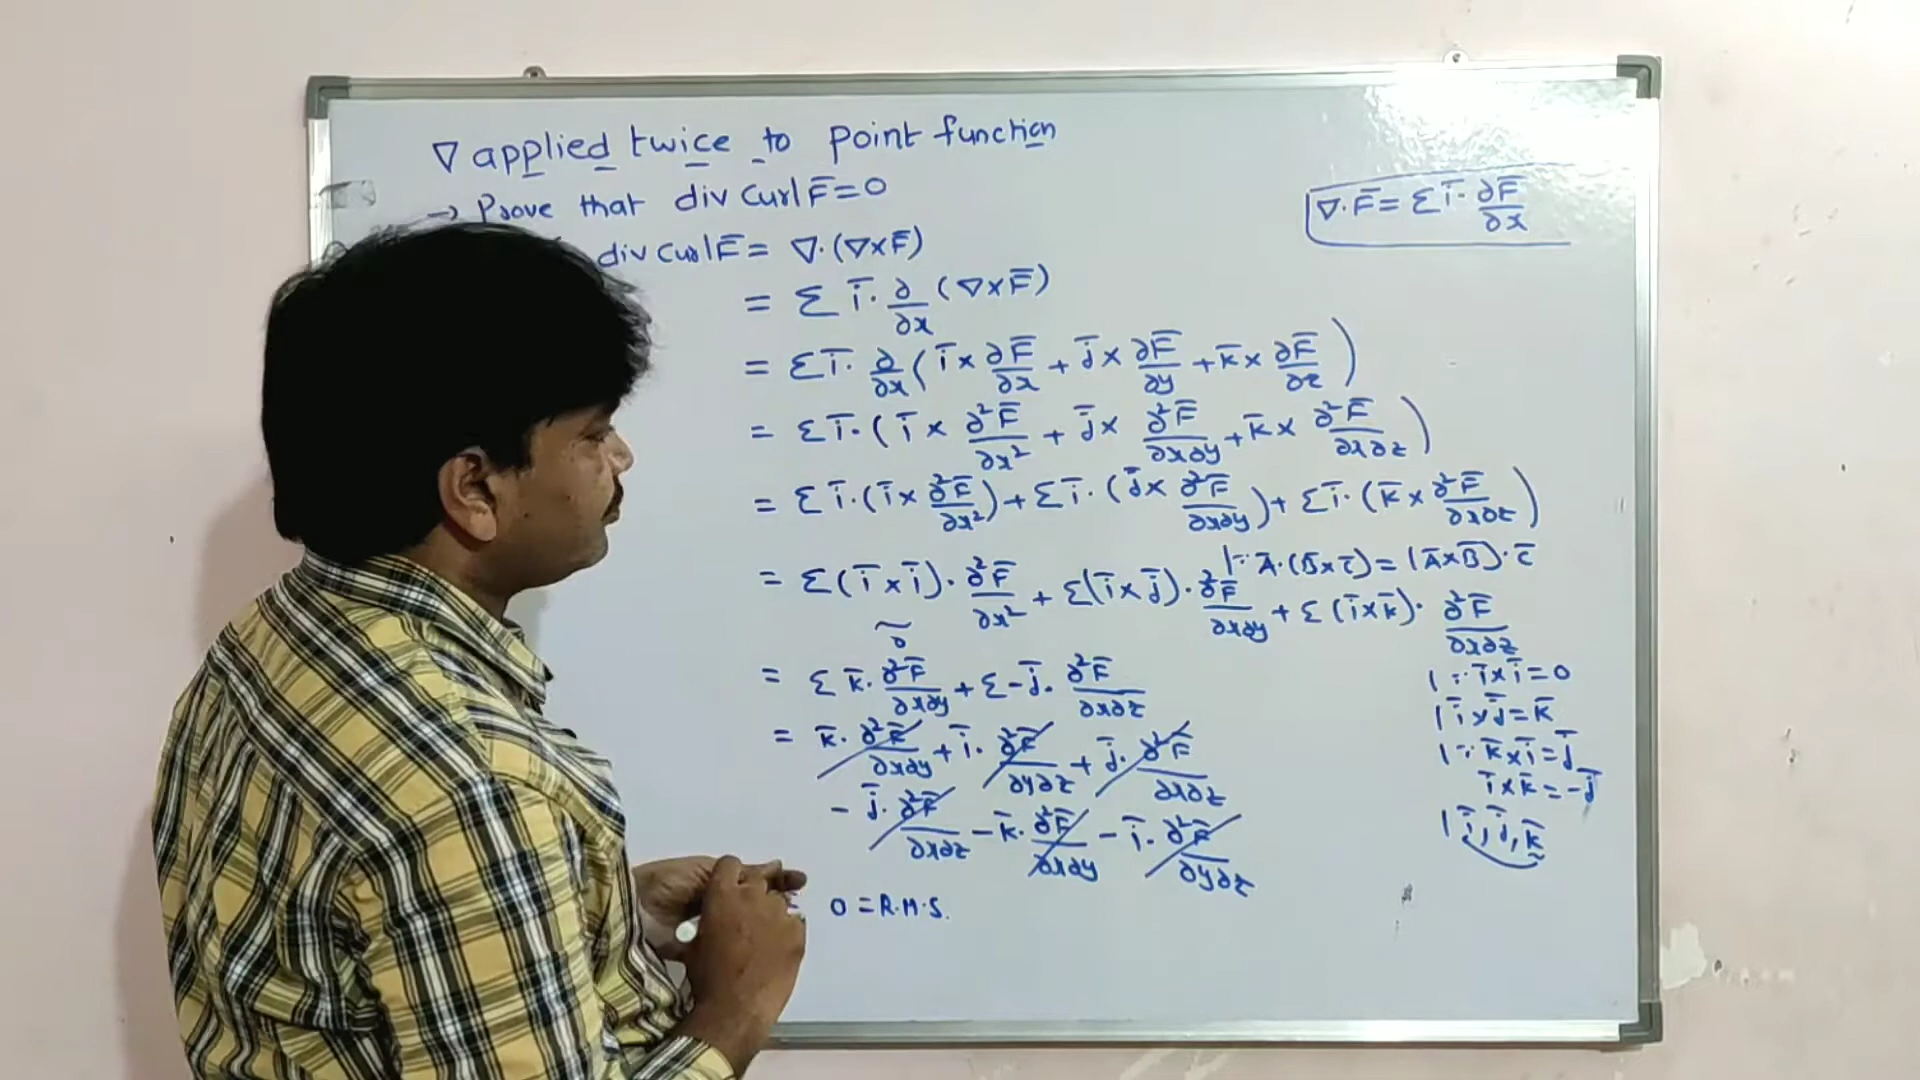 ∇ applied twice to point function
→ Prove that div Curl F̅ = 0
∇·F̅ = Σ i̅· ∂F̅/∂x
div Curl F̅ = ∇·(∇×F̅)
= Σ i̅· ∂/∂x (∇×F̅)
= Σ i̅· ∂/∂x ( i̅× ∂F̅/∂x + j̅× ∂F̅/∂y + k̅× ∂F̅/∂z )
= Σ i̅·( i̅× ∂²F̅/∂x² + j̅× ∂²F̅/∂x∂y + k̅× ∂²F̅/∂x∂z )
= Σ i̅·( i̅× ∂²F̅/∂x²) + Σ i̅·( j̅× ∂²F̅/∂x∂y) + Σ i̅·( k̅× ∂²F̅/∂x∂z )
|∵ A̅·(B̅×C̅) = (A̅×B̅)·C̅
= Σ( i̅×i̅ )· ∂²F̅/∂x² + Σ( i̅×j̅ )· ∂²F̅/∂x∂y + Σ( i̅×k̅ )· ∂²F̅/∂x∂z
0
|∵ i̅×i̅ = 0
= Σ k̅· ∂²F̅/∂x∂y + Σ -j̅· ∂²F̅/∂x∂z
| i̅×j̅ = k̅
= k̅· ∂²F̅/∂x∂y + i̅· ∂²F̅/∂y∂z + j̅· ∂²F̅/∂x∂z
|∵ k̅×i̅ = j̅
i̅×k̅ = -j̅
- j̅· ∂²F̅/∂x∂z - k̅· ∂²F̅/∂x∂y - i̅· ∂²F̅/∂y∂z
| i̅, j̅, k̅
= 0 = R.H.S.